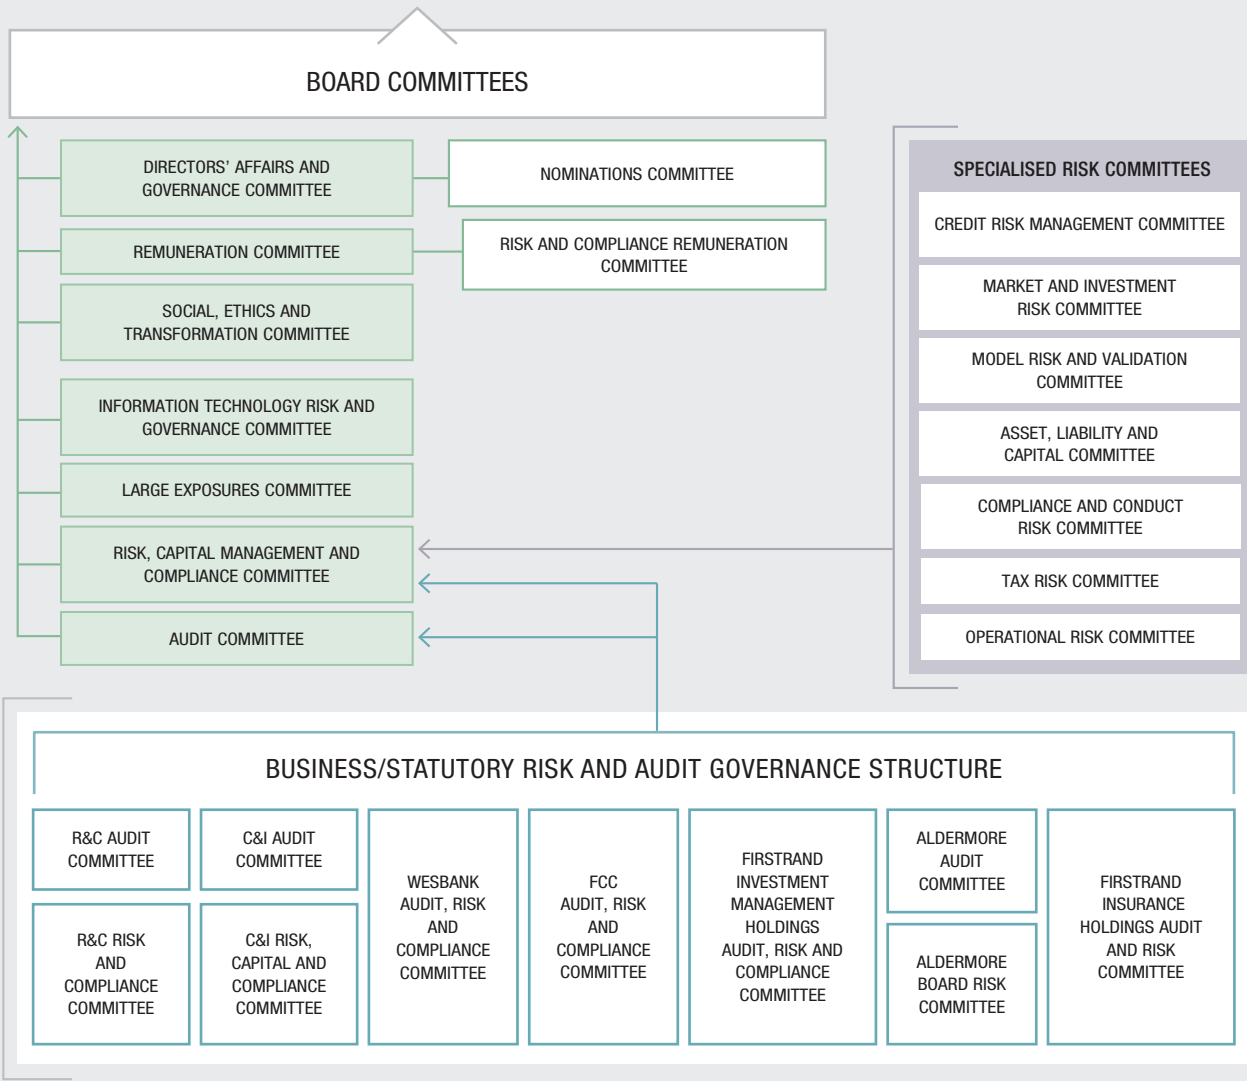 BOARD COMMITTEES
DIRECTORS’ AFFAIRS AND
GOVERNANCE COMMITTEE
NOMINATIONS COMMITTEE
REMUNERATION COMMITTEE
RISK AND COMPLIANCE REMUNERATION
COMMITTEE
SOCIAL, ETHICS AND
TRANSFORMATION COMMITTEE
INFORMATION TECHNOLOGY RISK AND
GOVERNANCE COMMITTEE
LARGE EXPOSURES COMMITTEE
RISK, CAPITAL MANAGEMENT AND
COMPLIANCE COMMITTEE
AUDIT COMMITTEE
SPECIALISED RISK COMMITTEES
CREDIT RISK MANAGEMENT COMMITTEE
MARKET AND INVESTMENT
RISK COMMITTEE
MODEL RISK AND VALIDATION
COMMITTEE
ASSET, LIABILITY AND
CAPITAL COMMITTEE
COMPLIANCE AND CONDUCT
RISK COMMITTEE
TAX RISK COMMITTEE
OPERATIONAL RISK COMMITTEE
BUSINESS/STATUTORY RISK AND AUDIT GOVERNANCE STRUCTURE
R&C AUDIT
COMMITTEE
R&C RISK
AND
COMPLIANCE
COMMITTEE
C&I AUDIT
COMMITTEE
C&I RISK,
CAPITAL AND
COMPLIANCE
COMMITTEE
WESBANK
AUDIT, RISK
AND
COMPLIANCE
COMMITTEE
FCC
AUDIT, RISK
AND
COMPLIANCE
COMMITTEE
FIRSTRAND
INVESTMENT
MANAGEMENT
HOLDINGS
AUDIT, RISK AND
COMPLIANCE
COMMITTEE
ALDERMORE
AUDIT
COMMITTEE
ALDERMORE
BOARD RISK
COMMITTEE
FIRSTRAND
INSURANCE
HOLDINGS AUDIT
AND RISK
COMMITTEE